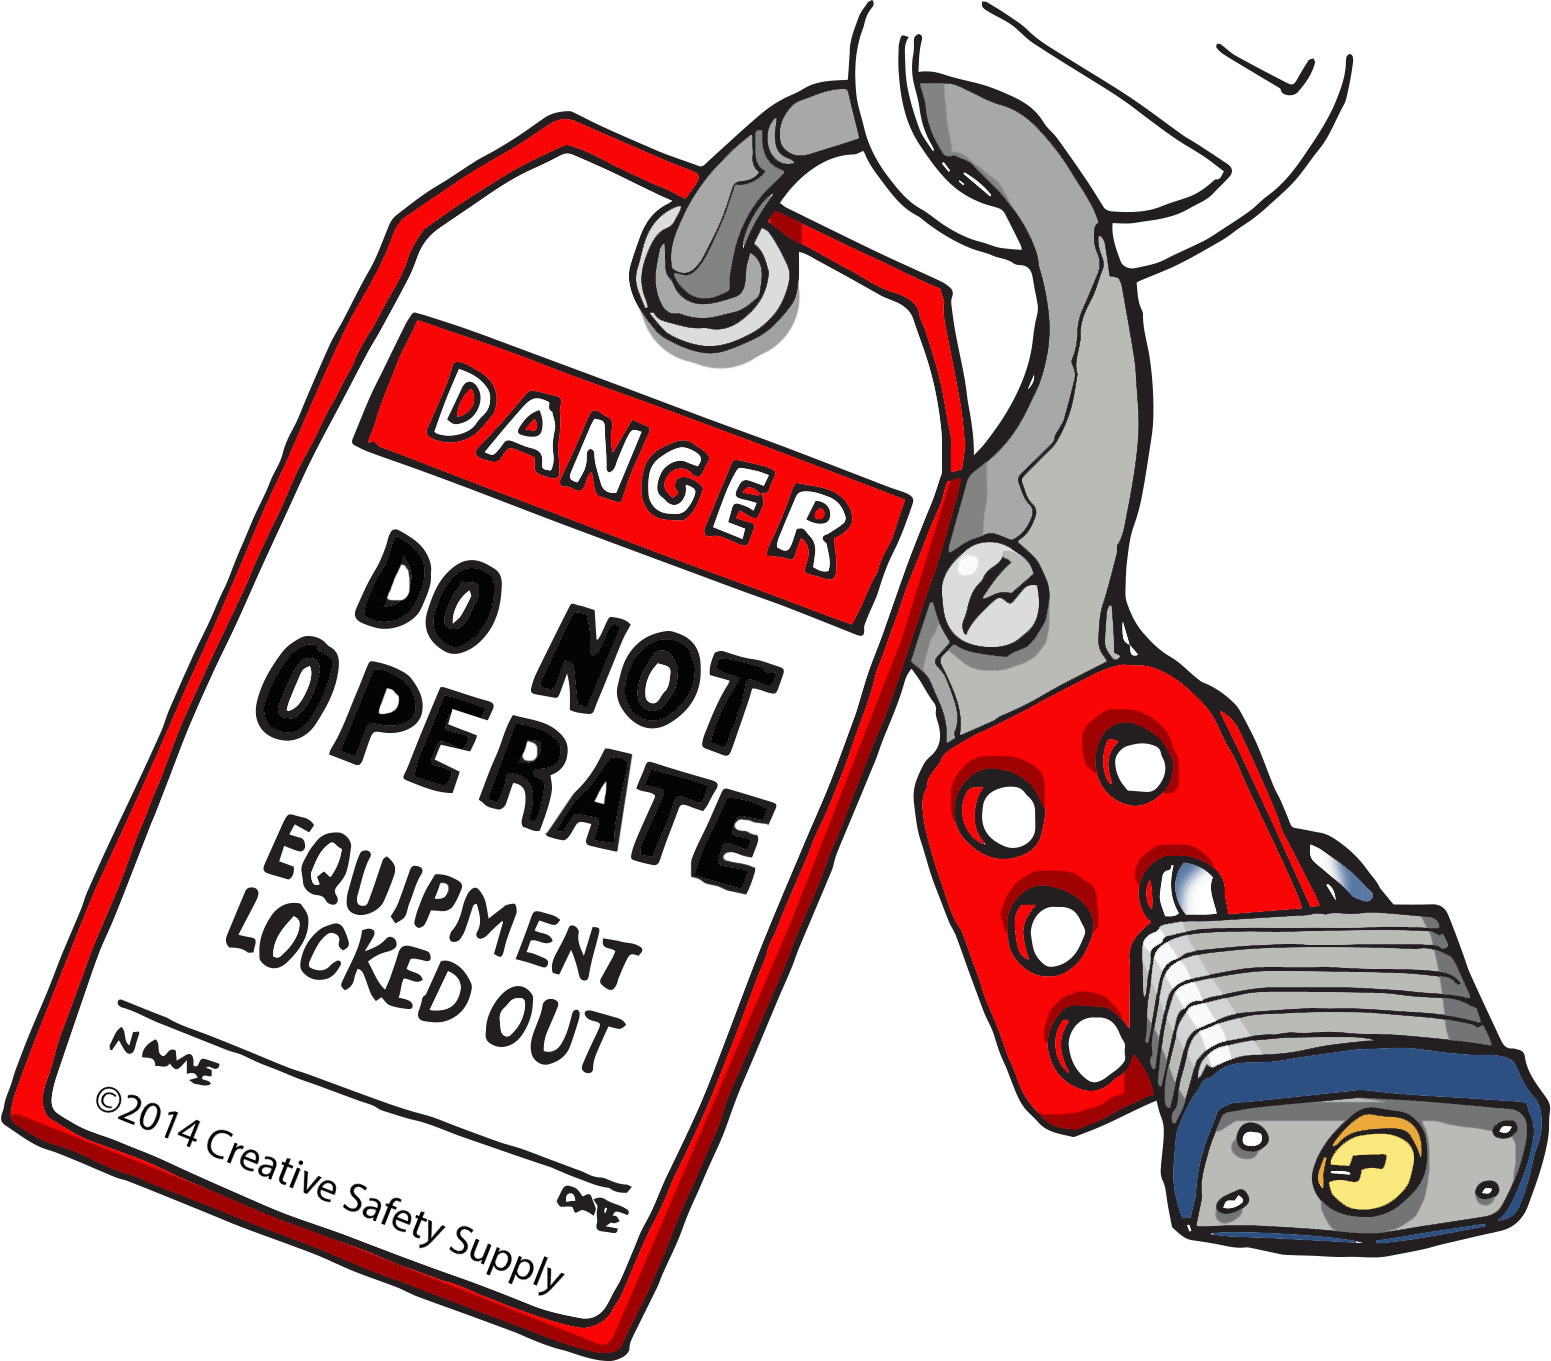 DANGER
DO NOT
OPERATE
EQUIPMENT
LOCKED OUT
NAME
DATE
©2014 Creative Safety Supply